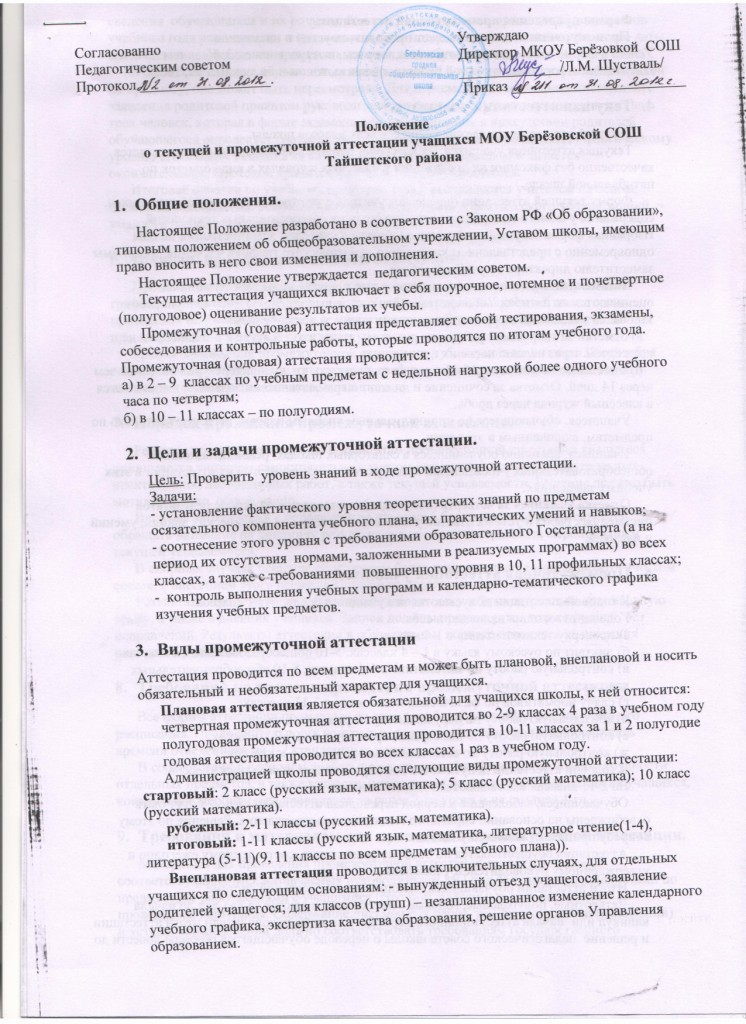 Согласованно
Педагогическим советом
Протокол №2 от 31.08.2012г.
Утверждаю
Директор МКОУ Берёзовкой СОШ
/Л.М. Шустваль/
Приказ № 211 от 31.08.2012г
Берёзовская
средняя
общеобразовательная
школа
Положение
о текущей и промежуточной аттестации учащихся МОУ Берёзовской СОШ
Тайшетского района
1. Общие положения.
Настоящее Положение разработано в соответствии с Законом РФ «Об образовании»,
типовым положением об общеобразовательном учреждении, Уставом школы, имеющим
право вносить в него свои изменения и дополнения.
Настоящее Положение утверждается педагогическим советом.
Текущая аттестация учащихся включает в себя поурочное, потемное и почетвертное
(полугодовое) оценивание результатов их учебы.
Промежуточная (годовая) аттестация представляет собой тестирования, экзамены,
собеседования и контрольные работы, которые проводятся по итогам учебного года.
Промежуточная (годовая) аттестация проводится:
а) в 2 – 9 классах по учебным предметам с недельной нагрузкой более одного учебного
часа по четвертям;
б) в 10 – 11 классах – по полугодиям.
2. Цели и задачи промежуточной аттестации.
Цель: Проверить уровень знаний в ходе промежуточной аттестации.
Задачи:
- установление фактического уровня теоретических знаний по предметам
осязательного компонента учебного плана, их практических умений и навыков;
- соотнесение этого уровня с требованиями образовательного Госстандарта (а на
период их отсутствия нормами, заложенными в реализуемых программах) во всех
классах, а также с требованиями повышенного уровня в 10, 11 профильных классах;
- контроль выполнения учебных программ и календарно-тематического графика
изучения учебных предметов.
3. Виды промежуточной аттестации
Аттестация проводится по всем предметам и может быть плановой, внеплановой и носить
обязательный и необязательный характер для учащихся.
Плановая аттестация является обязательной для учащихся школы, к ней относится:
четвертная промежуточная аттестация проводится во 2-9 классах 4 раза в учебном году
полугодовая промежуточная аттестация проводится в 10-11 классах за 1 и 2 полугодие
годовая аттестация проводится во всех классах 1 раз в учебном году.
Администрацией щколы проводятся следующие виды промежуточной аттестации:
стартовый: 2 класс (русский язык, математика); 5 класс (русский математика); 10 класс
(русский математика).
рубежный: 2-11 классы (русский язык, математика).
итоговый: 1-11 классы (русский язык, математика, литературное чтение(1-4),
литература (5-11)(9, 11 классы по всем предметам учебного плана)).
Внеплановая аттестация проводится в исключительных случаях, для отдельных
учащихся по следующим основаниям: - вынужденный отъезд учащегося, заявление
родителей учащегося; для классов (групп) – незапланированное изменение календарного
учебного графика, экспертиза качества образования, решение органов Управления
образованием.